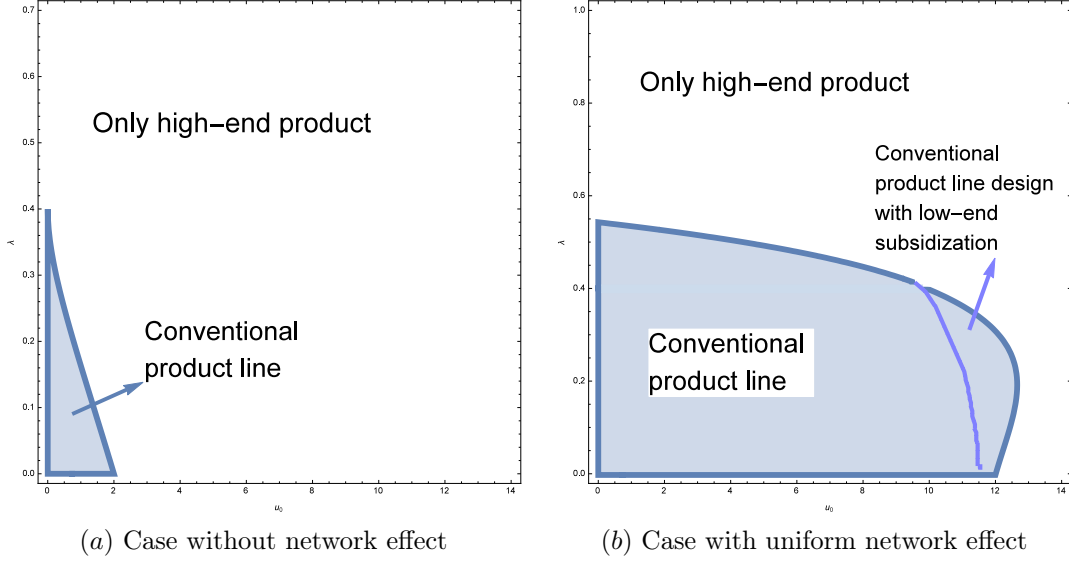 0.7
0.6
0.5
0.4
0.3
0.2
0.1
0.0
λ
Only high−end product
Conventional
product line
0 2 4 6 8 10 12 14
u₀
(a) Case without network effect
1.0
0.8
0.6
0.4
0.2
0.0
λ
Only high−end product
Conventional
product line design
with low−end
subsidization
Conventional
product line
0 2 4 6 8 10 12 14
u₀
(b) Case with uniform network effect